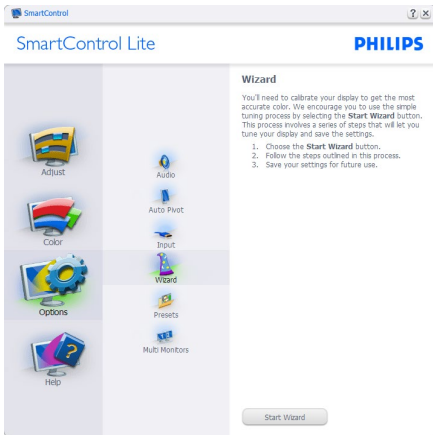 SmartControl
? ×
SmartControl Lite
PHILIPS
Adjust
Color
Options
Help
Audio
Auto Pivot
Input
Wizard
Presets
Multi Monitors
Wizard
You'll need to calibrate your display to get the most
accurate color. We encourage you to use the simple
tuning process by selecting the Start Wizard button.
This process involves a series of steps that will let you
tune your display and save the settings.
1. Choose the Start Wizard button.
2. Follow the steps outlined in this process.
3. Save your settings for future use.
Start Wizard